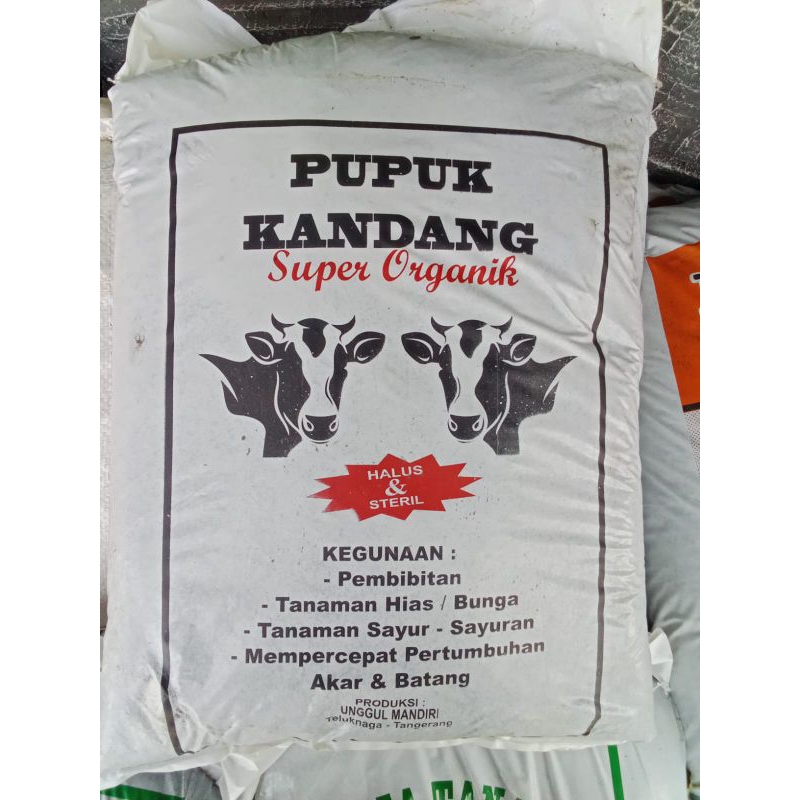 PUPUK
KANDANG
Super Organik
HALUS
&
STERIL
KEGUNAAN :
- Pembibitan
- Tanaman Hias / Bunga
- Tanaman Sayur - Sayuran
- Mempercepat Pertumbuhan
Akar & Batang
PRODUKSI :
UNGGUL MANDIRI
Teluknaga - Tangerang